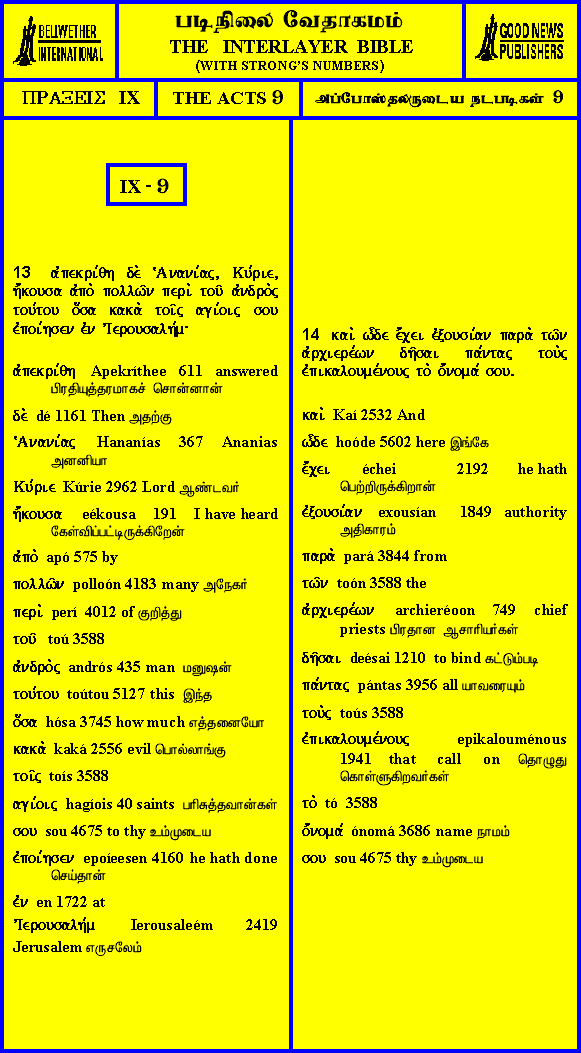 BELLWETHER
INTERNATIONAL
படிநிலை வேதாகமம்
THE INTERLAYER BIBLE
(WITH STRONG'S NUMBERS)
GOOD NEWS
PUBLISHERS
ΠΡΑΞΕΙΣ IX
THE ACTS 9
அப்போஸ்தலருடைய நடபடிகள் 9
IX - 9
13 ἀπεκρίθη δὲ Ἁνανίας, Κύριε,
ἤκουσα ἀπὸ πολλῶν περὶ τοῦ ἀνδρὸς
τούτου ὅσα κακὰ τοῖς αγίοις σου
ἐποίησεν ἐν Ἰερουσαλήμ·
ἀπεκρίθη Apekríthee 611 answered
பிரதியுத்தரமாகச் சொன்னான்
δὲ dé 1161 Then அதற்கு
Ἁνανίας Hananías 367 Ananias
அனனியா
Κύριε Kúrie 2962 Lord ஆண்டவர்
ἤκουσα eékousa 191 I have heard
கேள்விப்பட்டிருக்கிறேன்
ἀπὸ apó 575 by
πολλῶν polloón 4183 many அநேகர்
περὶ perí 4012 of குறித்து
τοῦ toú 3588
ἀνδρὸς andrós 435 man மனுஷன்
τούτου toútou 5127 this இந்த
ὅσα hósa 3745 how much எத்தனையோ
κακὰ kaká 2556 evil பொல்லாங்கு
τοῖς toís 3588
αγίοις hagíois 40 saints பரிசுத்தவான்கள்
σου sou 4675 to thy உம்முடைய
ἐποίησεν epoíeesen 4160 he hath done
செய்தான்
ἐν en 1722 at
Ἰερουσαλήμ Ierousaleém 2419
Jerusalem எருசலேம்
14 καὶ ὧδε ἔχει ἐξουσίαν παρὰ τῶν
ἀρχιερέων δῆσαι πάντας τοὺς
ἐπικαλουμένους τὸ ὄνομά σου.
καὶ Kaí 2532 And
ὧδε hoóde 5602 here இங்கே
ἔχει échei 2192 he hath
பெற்றிருக்கிறான்
ἐξουσίαν exousían 1849 authority
அதிகாரம்
παρὰ pará 3844 from
τῶν toón 3588 the
ἀρχιερέων archieréoon 749 chief
priests பிரதான ஆசாரியர்கள்
δῆσαι deésai 1210 to bind கட்டும்படி
πάντας pántas 3956 all யாவரையும்
τοὺς toús 3588
ἐπικαλουμένους epikalouménous
1941 that call on தொழுது
கொள்ளுகிறவர்கள்
τὸ tó 3588
ὄνομά ónomá 3686 name நாமம்
σου sou 4675 thy உம்முடைய